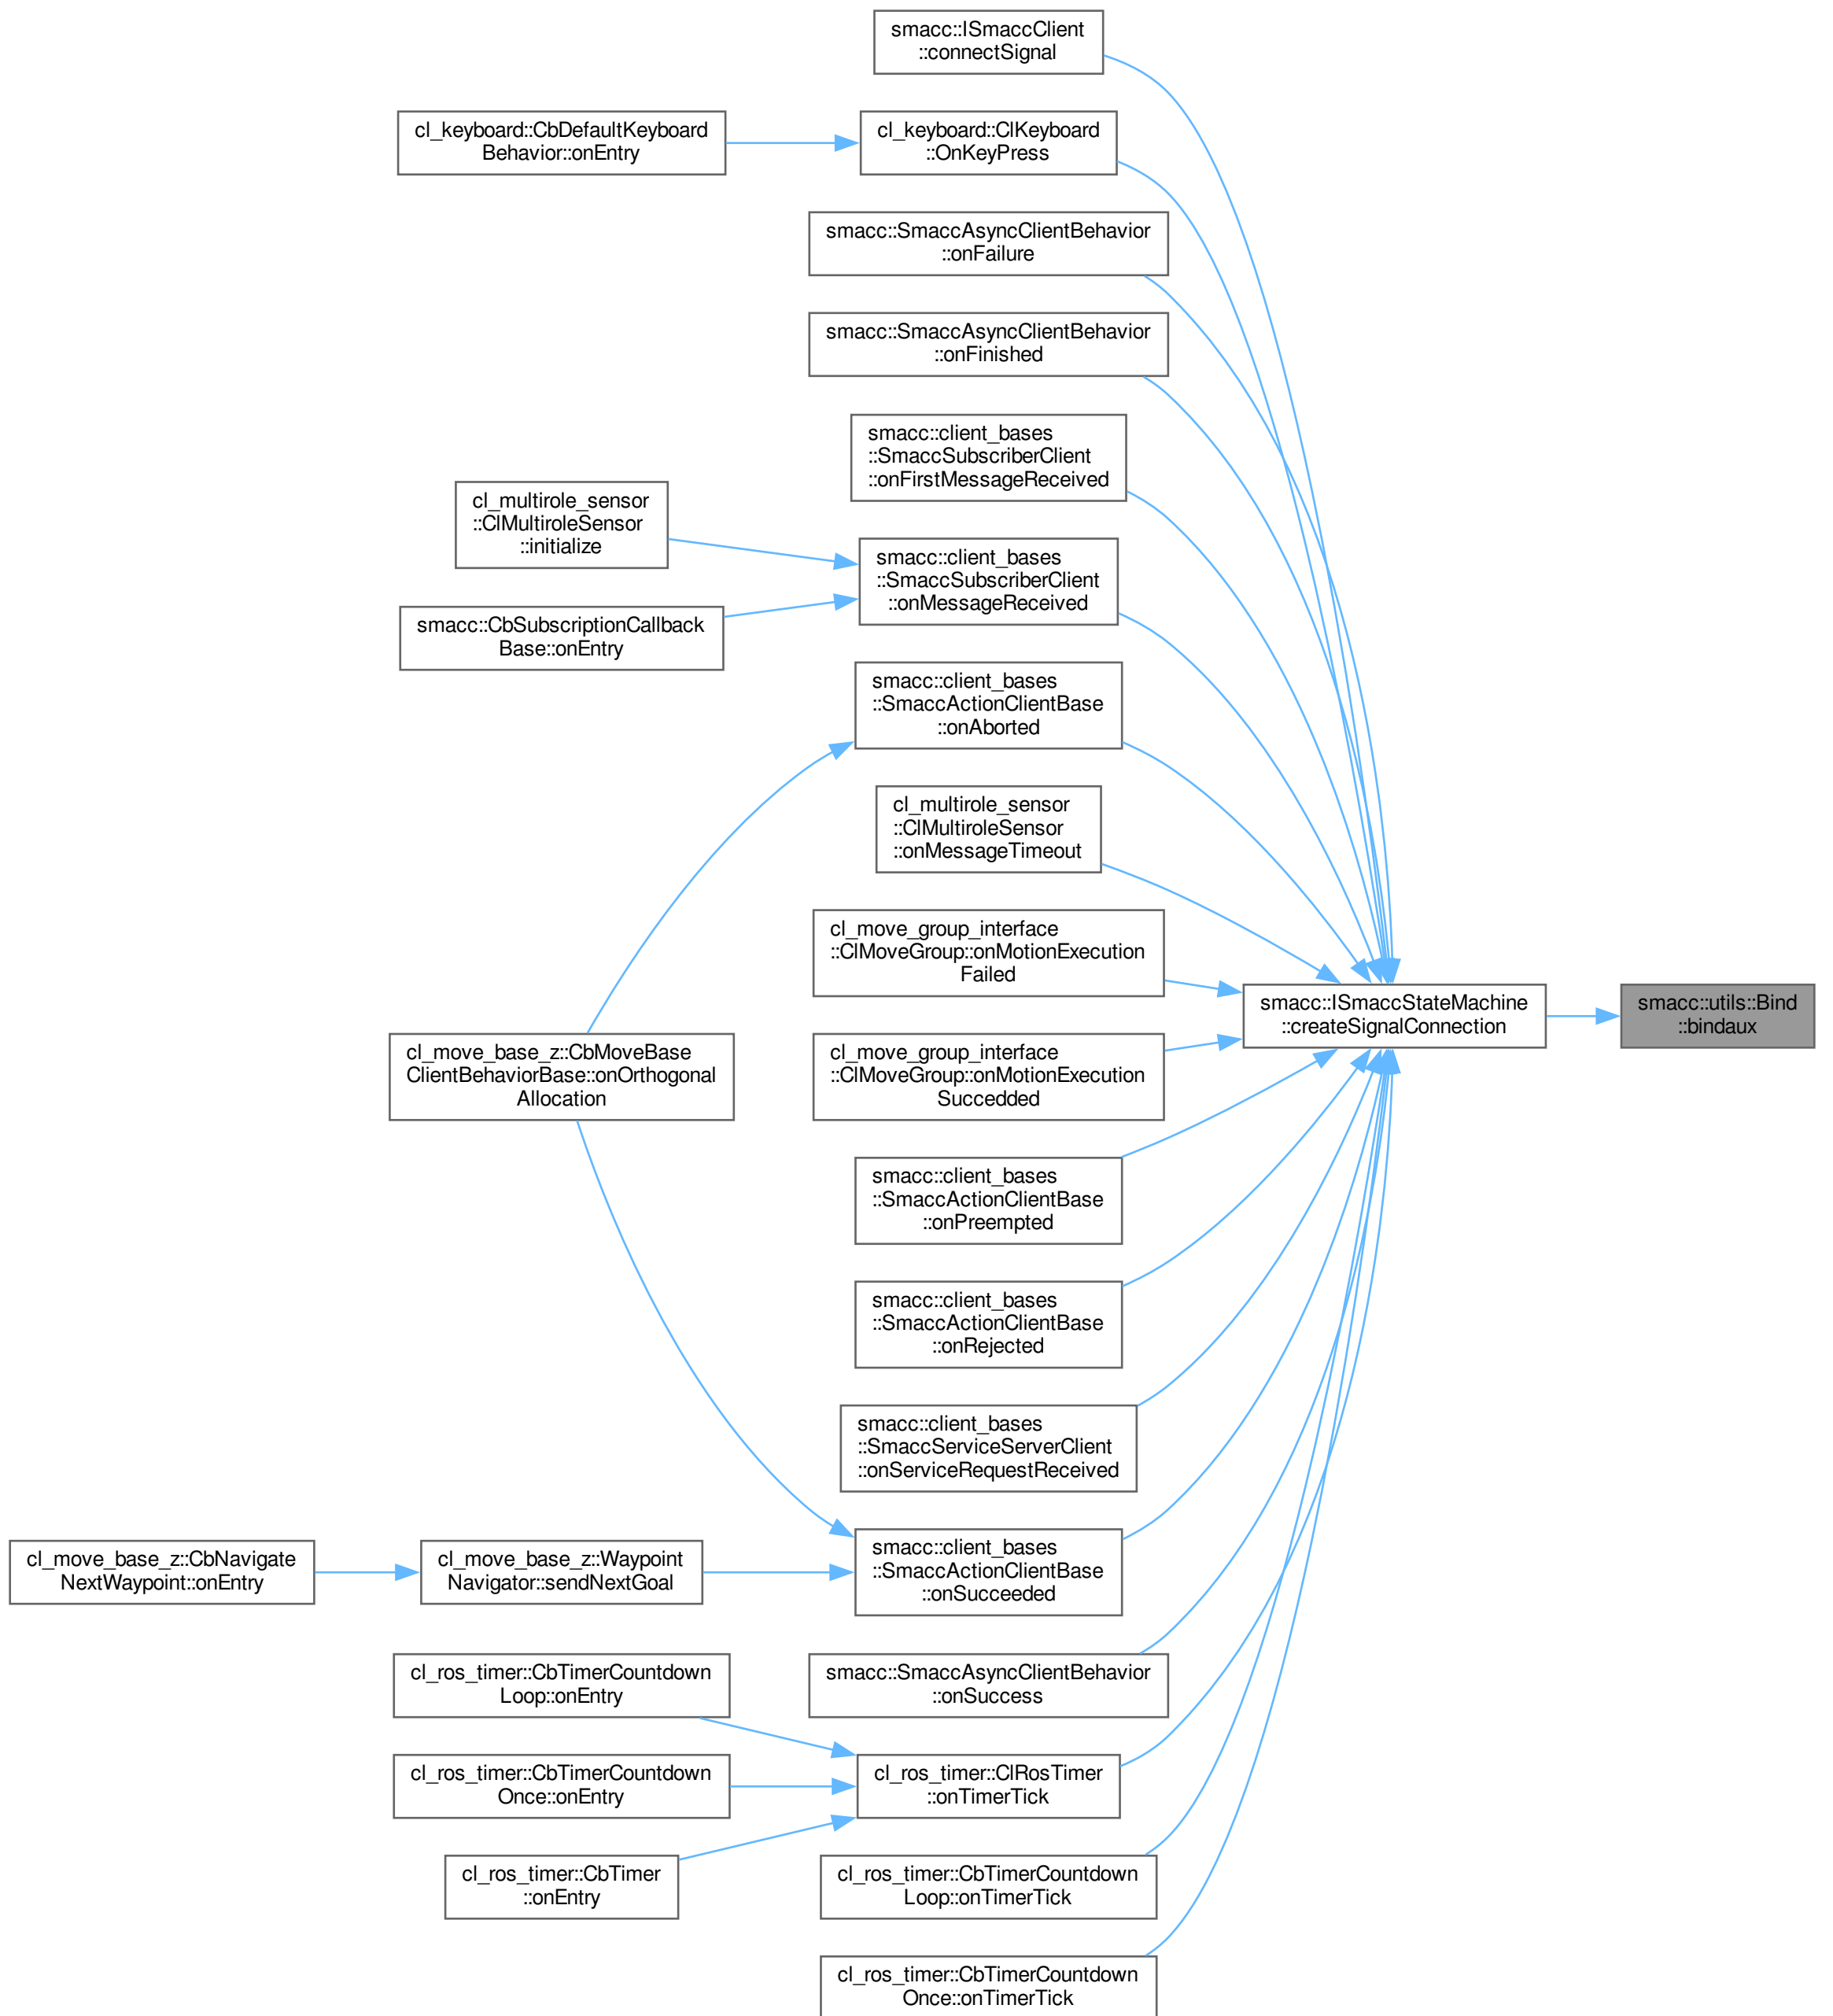 smacc::ISmaccClient
::connectSignal
cl_keyboard::CbDefaultKeyboard
Behavior::onEntry
cl_keyboard::ClKeyboard
::OnKeyPress
smacc::SmaccAsyncClientBehavior
::onFailure
smacc::SmaccAsyncClientBehavior
::onFinished
smacc::client_bases
::SmaccSubscriberClient
::onFirstMessageReceived
cl_multirole_sensor
::ClMultiroleSensor
::initialize
smacc::client_bases
::SmaccSubscriberClient
::onMessageReceived
smacc::CbSubscriptionCallback
Base::onEntry
smacc::client_bases
::SmaccActionClientBase
::onAborted
cl_multirole_sensor
::ClMultiroleSensor
::onMessageTimeout
cl_move_group_interface
::ClMoveGroup::onMotionExecution
Failed
smacc::ISmaccStateMachine
::createSignalConnection
smacc::utils::Bind
::bindaux
cl_move_base_z::CbMoveBase
ClientBehaviorBase::onOrthogonal
Allocation
cl_move_group_interface
::ClMoveGroup::onMotionExecution
Succedded
smacc::client_bases
::SmaccActionClientBase
::onPreempted
smacc::client_bases
::SmaccActionClientBase
::onRejected
smacc::client_bases
::SmaccServiceServerClient
::onServiceRequestReceived
cl_move_base_z::CbNavigate
NextWaypoint::onEntry
cl_move_base_z::Waypoint
Navigator::sendNextGoal
smacc::client_bases
::SmaccActionClientBase
::onSucceeded
cl_ros_timer::CbTimerCountdown
Loop::onEntry
smacc::SmaccAsyncClientBehavior
::onSuccess
cl_ros_timer::CbTimerCountdown
Once::onEntry
cl_ros_timer::ClRosTimer
::onTimerTick
cl_ros_timer::CbTimer
::onEntry
cl_ros_timer::CbTimerCountdown
Loop::onTimerTick
cl_ros_timer::CbTimerCountdown
Once::onTimerTick